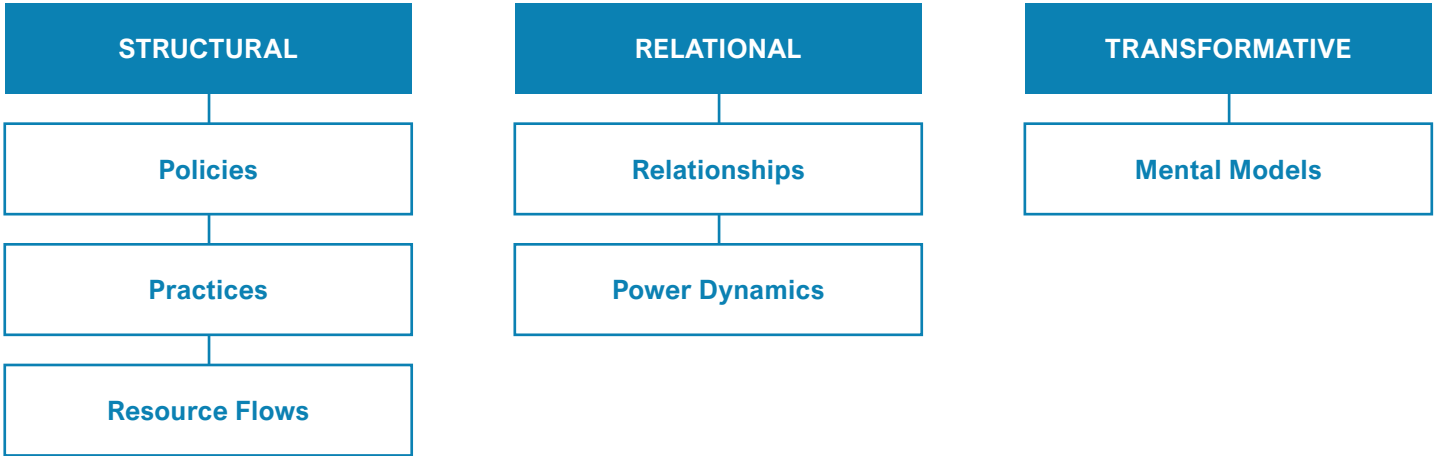 STRUCTURAL
Policies
Practices
Resource Flows
RELATIONAL
Relationships
Power Dynamics
TRANSFORMATIVE
Mental Models